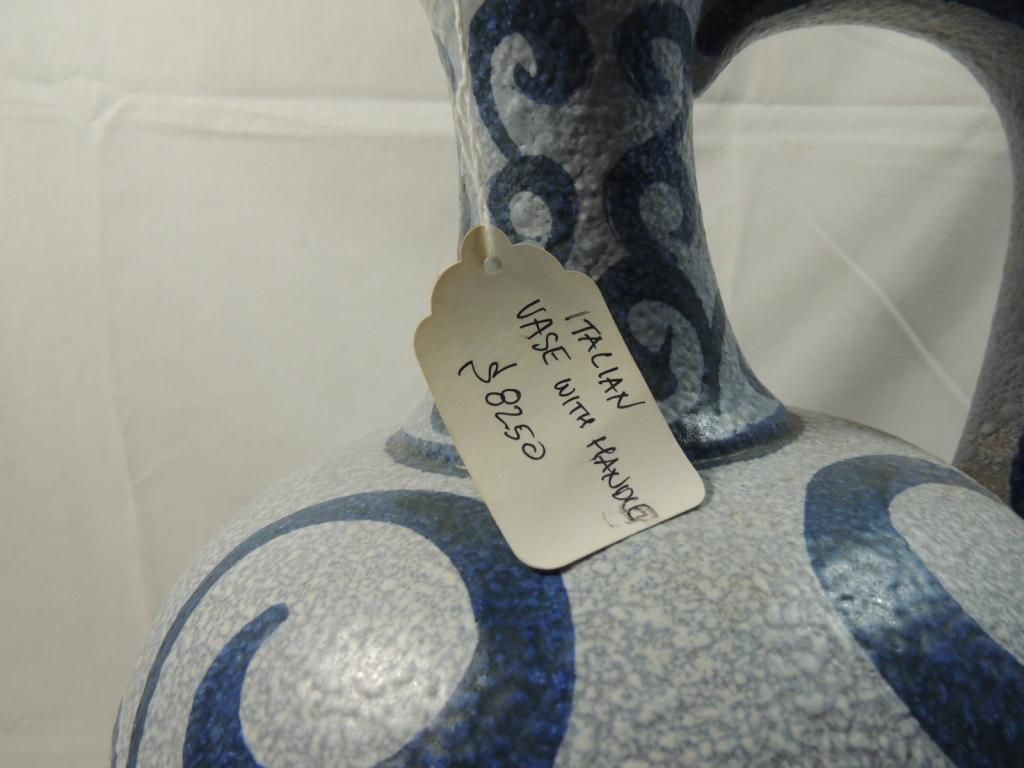 ITALIAN
VASE WITH HANDLE
$8250